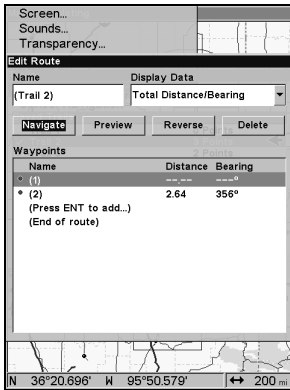 Screen...
Sounds...
Transparency...
Edit Route
Name Display Data
(Trail 2) Total Distance/Bearing
Navigate Preview Reverse Delete
Waypoints
Name Distance Bearing
(1) --.-- ---º
(2) 2.64 356º
(Press ENT to add...)
(End of route)
N 36°20.696' W 95°50.579' ↔ 200 mi